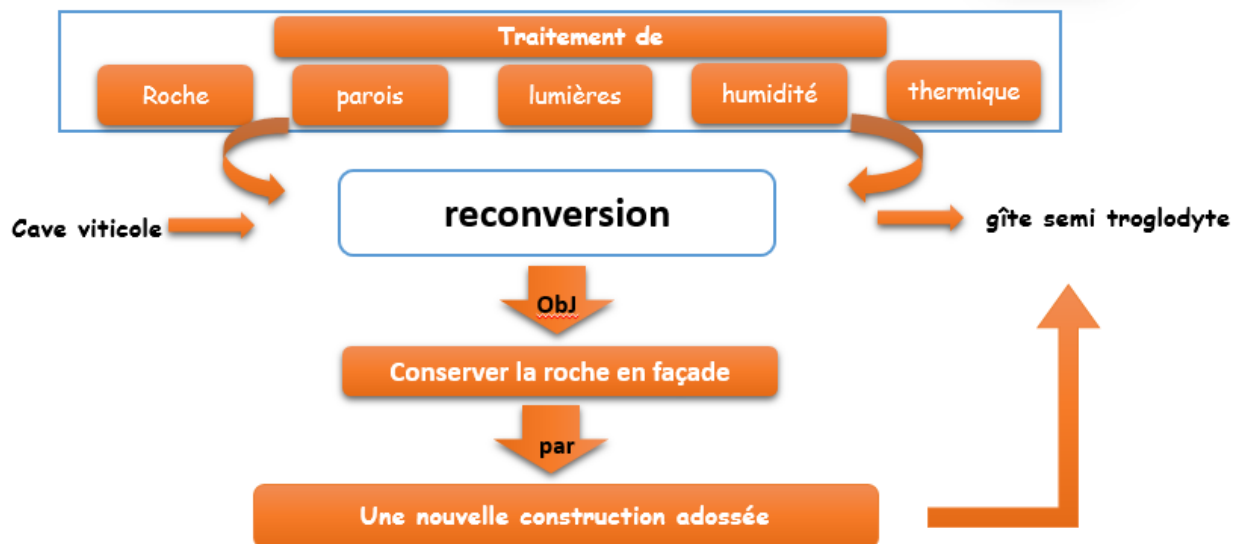 Traitement de
Roche
parois
lumières
humidité
thermique
reconversion
Cave viticole
gîte semi troglodyte
ObJ
Conserver la roche en façade
par
Une nouvelle construction adossée